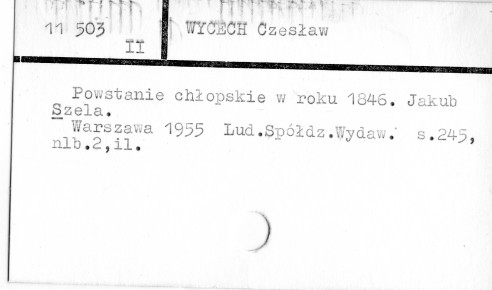 11 503
II
WYCECH Czesław
Powstanie chłopskie w roku 1846. Jakub
Szela.
Warszawa 1955 Lud.Spółdz.Wydaw. s.245,
nlb.2,il.